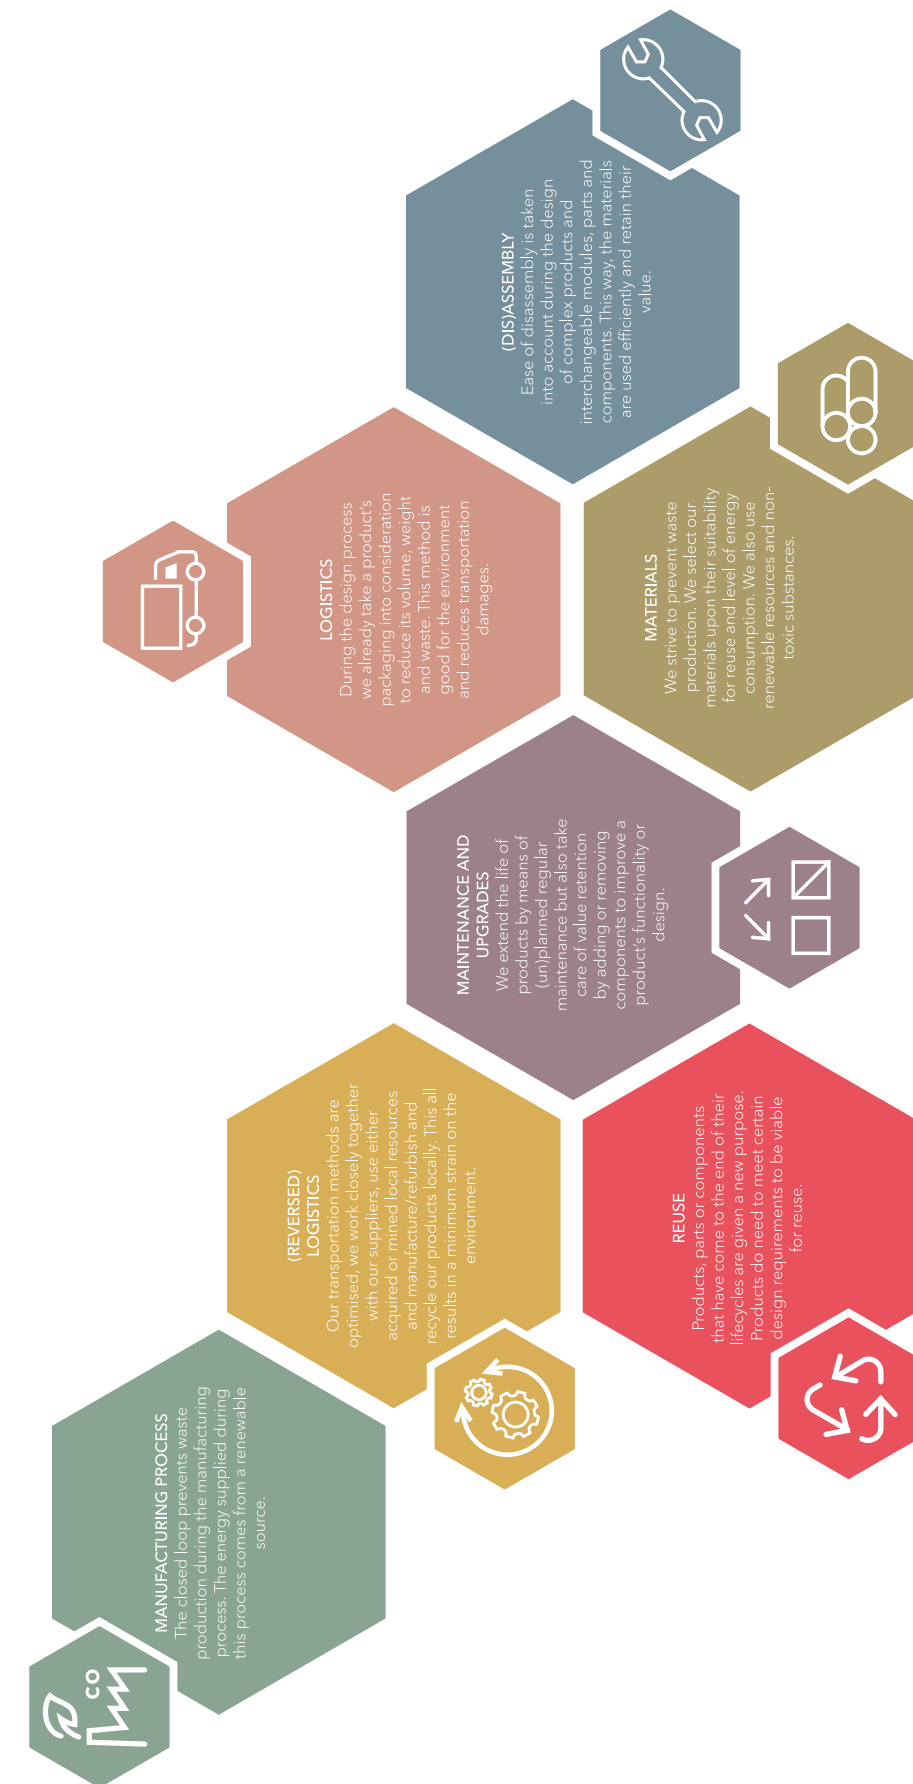 MANUFACTURING PROCESS
The closed loop prevents waste
production during the manufacturing
process. The energy supplied during
this process comes from a renewable
source.
CO
(REVERSED)
LOGISTICS
Our transportation methods are
optimised, we work closely together
with our suppliers, use either
acquired or mined local resources
and manufacture/refurbish and
recycle our products locally. This all
results in a minimum strain on the
environment.
LOGISTICS
During the design process
we already take a product’s
packaging into consideration
to reduce its volume, weight
and waste. This method is
good for the environment
and reduces transportation
damages.
MAINTENANCE AND
UPGRADES
We extend the life of
products by means of
(un)planned regular
maintenance but also take
care of value retention
by adding or removing
components to improve a
product’s functionality or
design.
(DIS)ASSEMBLY
Ease of disassembly is taken
into account during the design
of complex products and
interchangeable modules, parts and
components. This way, the materials
are used efficiently and retain their
value.
REUSE
Products, parts or components
that have come to the end of their
lifecycles are given a new purpose.
Products do need to meet certain
design requirements to be viable
for reuse.
MATERIALS
We strive to prevent waste
production. We select our
materials upon their suitability
for reuse and level of energy
consumption. We also use
renewable resources and non-
toxic substances.